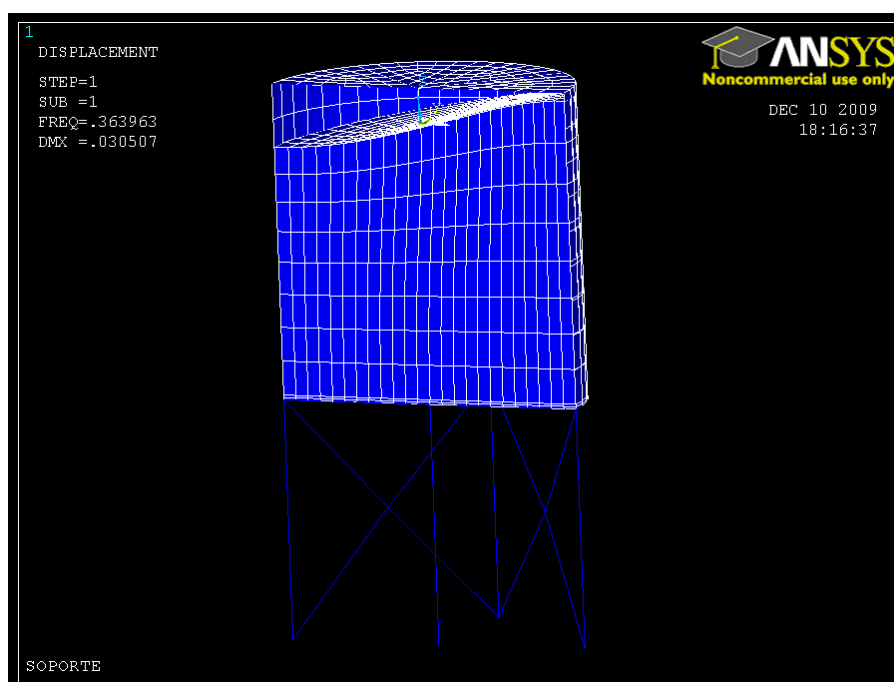 1
DISPLACEMENT
STEP=1
SUB =1
FREQ=.363963
DMX =.030507
ANSYS
Noncommercial use only
DEC 10 2009
18:16:37
SOPORTE